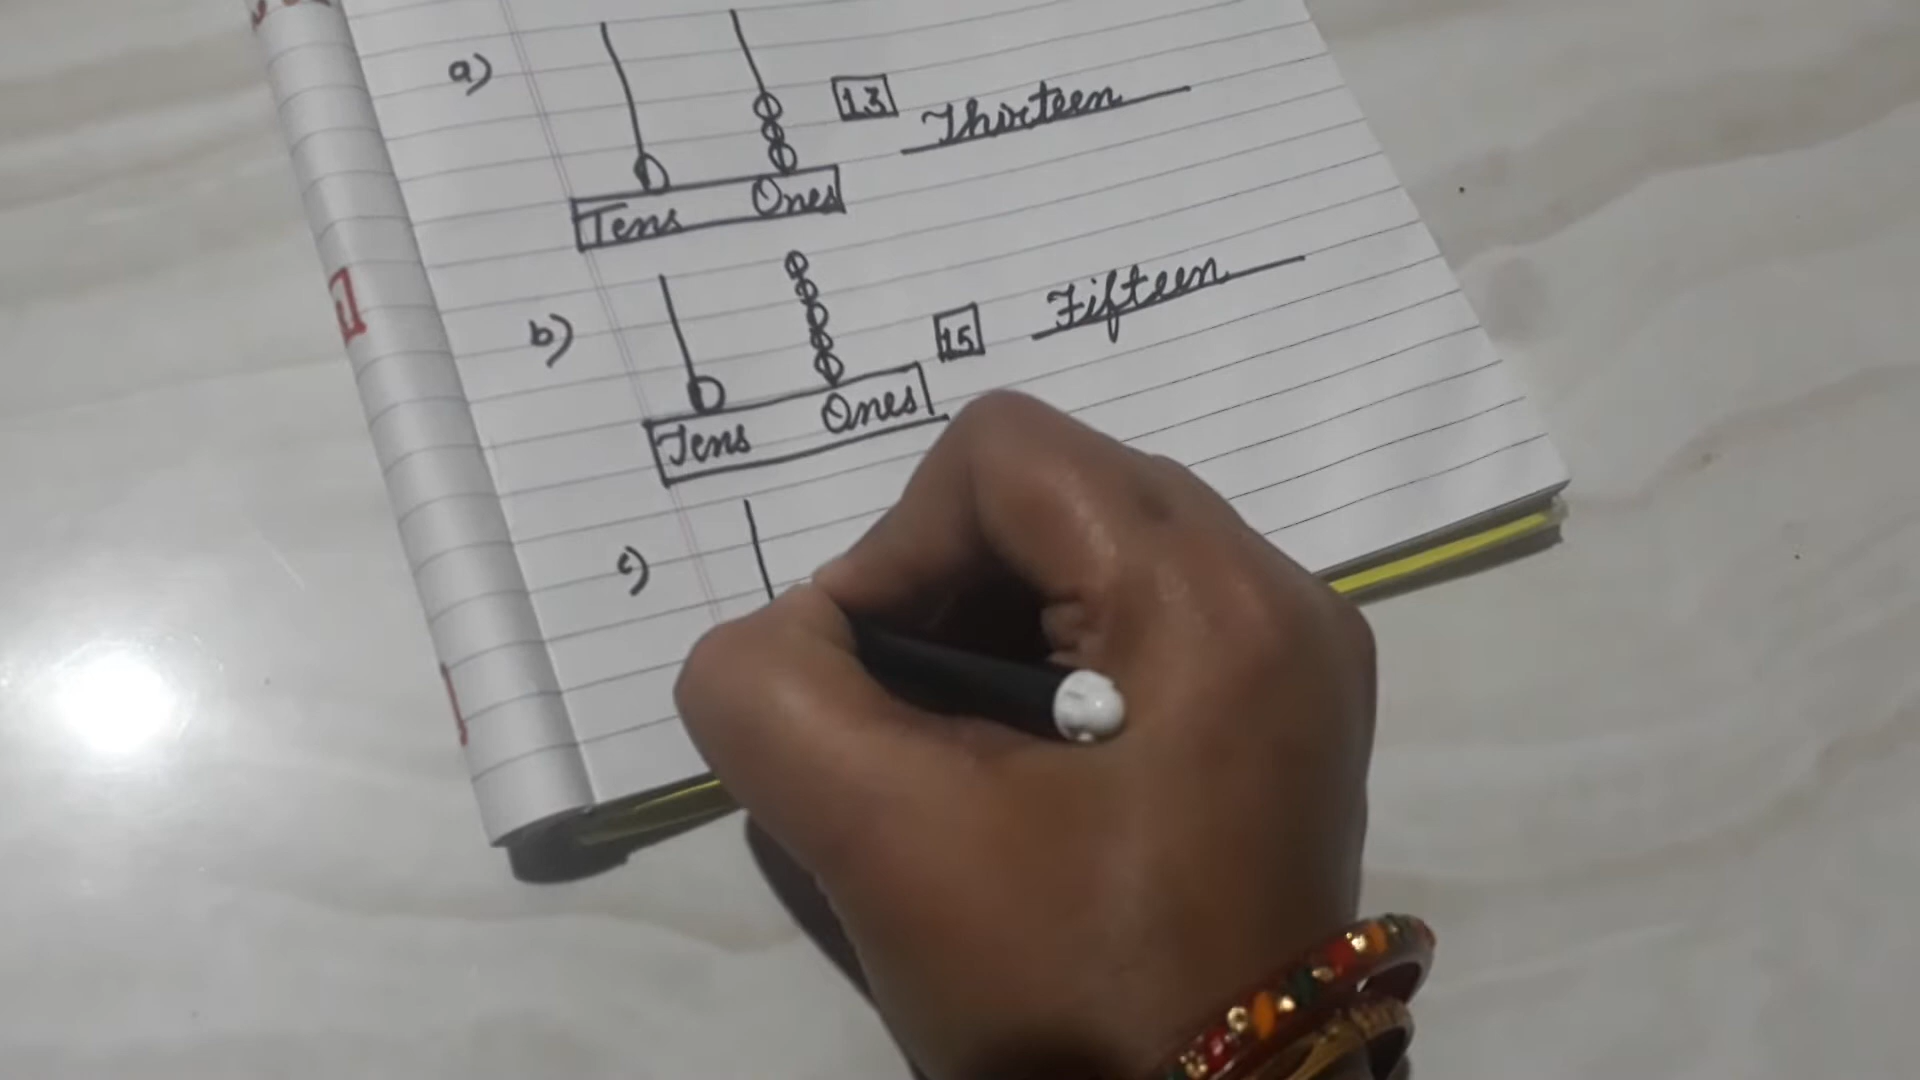 a) 13 Thirteen
Tens Ones
b) 15 Fifteen
Tens Ones
c)